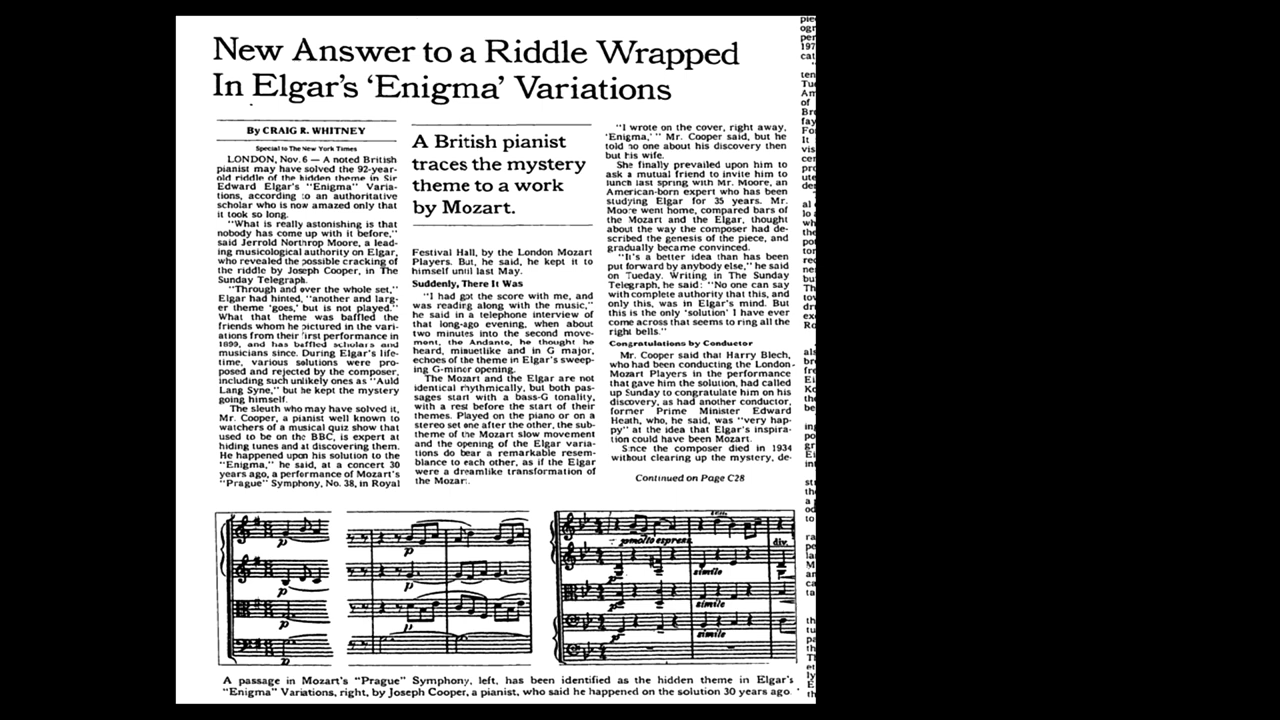 New Answer to a Riddle Wrapped
In Elgar's 'Enigma' Variations
By CRAIG R. WHITNEY
Special to The New York Times
LONDON, Nov. 6 — A noted British
pianist may have solved the 92-year-
old riddle of the hidden theme in Sir
Edward Elgar's "Enigma" Varia-
tions, according to an authoritative
scholar who is now amazed only that
it took so long.
"What is really astonishing is that
nobody has come up with it before,"
said Jerrold Northrop Moore, a lead-
ing musicological authority on Elgar,
who revealed the possible cracking of
the riddle by Joseph Cooper, in The
Sunday Telegraph.
"Through and over the whole set,"
Elgar had hinted, "another and larg-
er theme 'goes,' but is not played."
What that theme was baffled the
friends whom he pictured in the vari-
ations from their first performance in
1899, and has baffled scholars and
musicians since. During Elgar's life-
time, various solutions were pro-
posed and rejected by the composer,
including such unlikely ones as "Auld
Lang Syne," but he kept the mystery
going himself.
The sleuth who may have solved it,
Mr. Cooper, a pianist well known to
watchers of a musical quiz show that
used to be on the BBC, is expert at
hiding tunes and at discovering them.
He happened upon his solution to the
"Enigma," he said, at a concert 30
years ago, a performance of Mozart's
"Prague" Symphony, No. 38, in Royal
A British pianist
traces the mystery
theme to a work
by Mozart.
Festival Hall, by the London Mozart
Players. But, he said, he kept it to
himself until last May.
Suddenly, There It Was
"I had got the score with me, and
was reading along with the music,"
he said in a telephone interview of
that long-ago evening, when about
two minutes into the second move-
ment, the Andante, he thought he
heard, minuetlike and in G major,
echoes of the theme in Elgar's sweep-
ing G-minor opening.
The Mozart and the Elgar are not
identical rhythmically, but both pas-
sages start with a bass-G tonality,
with a rest before the start of their
themes. Played on the piano or on a
stereo set one after the other, the sub-
theme of the Mozart slow movement
and the opening of the Elgar varia-
tions do bear a remarkable resem-
blance to each other, as if the Elgar
were a dreamlike transformation of
the Mozart.
"I wrote on the cover, right away,
'Enigma,' " Mr. Cooper said, but he
told no one about his discovery then
but his wife.
She finally prevailed upon him to
ask a mutual friend to invite him to
lunch last spring with Mr. Moore, an
American-born expert who has been
studying Elgar for 35 years. Mr.
Moore went home, compared bars of
the Mozart and the Elgar, thought
about the way the composer had de-
scribed the genesis of the piece, and
gradually became convinced.
"It's a better idea than has been
put forward by anybody else," he said
on Tuesday. Writing in The Sunday
Telegraph, he said: "No one can say
with complete authority that this, and
only this, was in Elgar's mind. But
this is the only 'solution' I have ever
come across that seems to ring all the
right bells."
Congratulations by Conductor
Mr. Cooper said that Harry Blech,
who had been conducting the London
Mozart Players in the performance
that gave him the solution, had called
up Sunday to congratulate him on his
discovery, as had another conductor,
former Prime Minister Edward
Heath, who, he said, was "very hap-
py" at the idea that Elgar's inspira-
tion could have been Mozart.
Since the composer died in 1934
without clearing up the mystery, de-
Continued on Page C28
p
p
p
p
p
p
p
molto espress.
div.
simile
simile
simile
A passage in Mozart's "Prague" Symphony, left, has been identified as the hidden theme in Elgar's
"Enigma" Variations, right, by Joseph Cooper, a pianist, who said he happened on the solution 30 years ago.